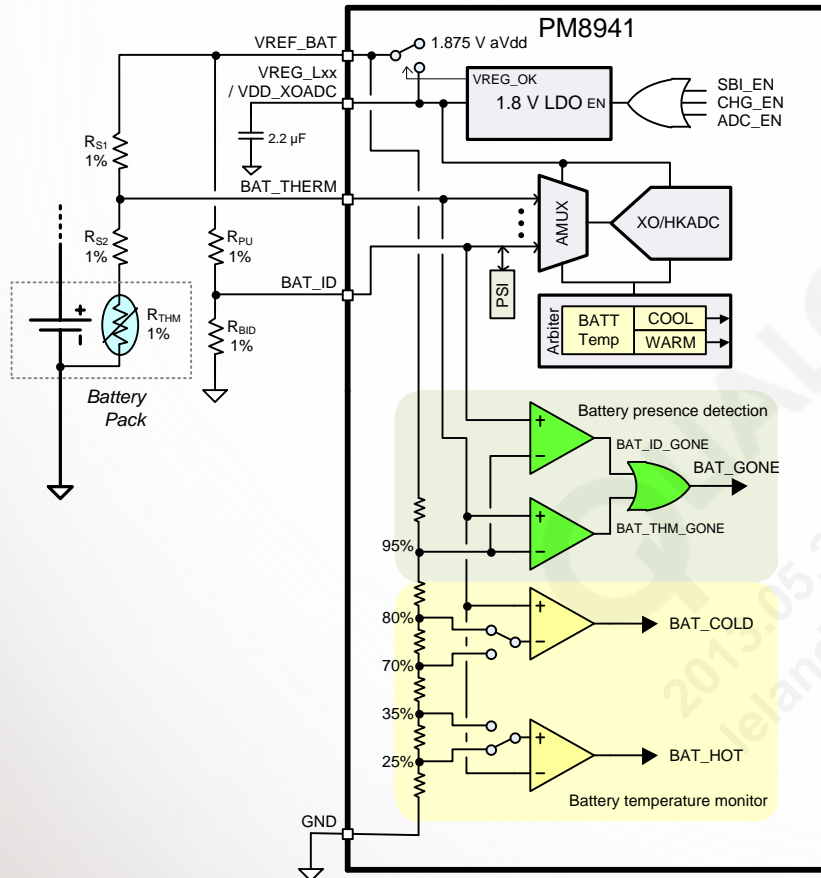 PM8941
VREF_BAT
1.875 V aVdd
VREG_Lxx
/ VDD_XOADC
VREG_OK
1.8 V LDO EN
SBI_EN
CHG_EN
ADC_EN
2.2 µF
RS1
1%
BAT_THERM
AMUX
XO/HKADC
RS2
1%
RPU
1%
BAT_ID
PSI
RTHM
1%
RBID
1%
+
-
Battery
Pack
Arbiter
BATT
Temp
COOL
WARM
Battery presence detection
+
−
BAT_ID_GONE
BAT_GONE
+
−
BAT_THM_GONE
95%
80%
+
−
BAT_COLD
70%
35%
+
−
BAT_HOT
25%
Battery temperature monitor
GND